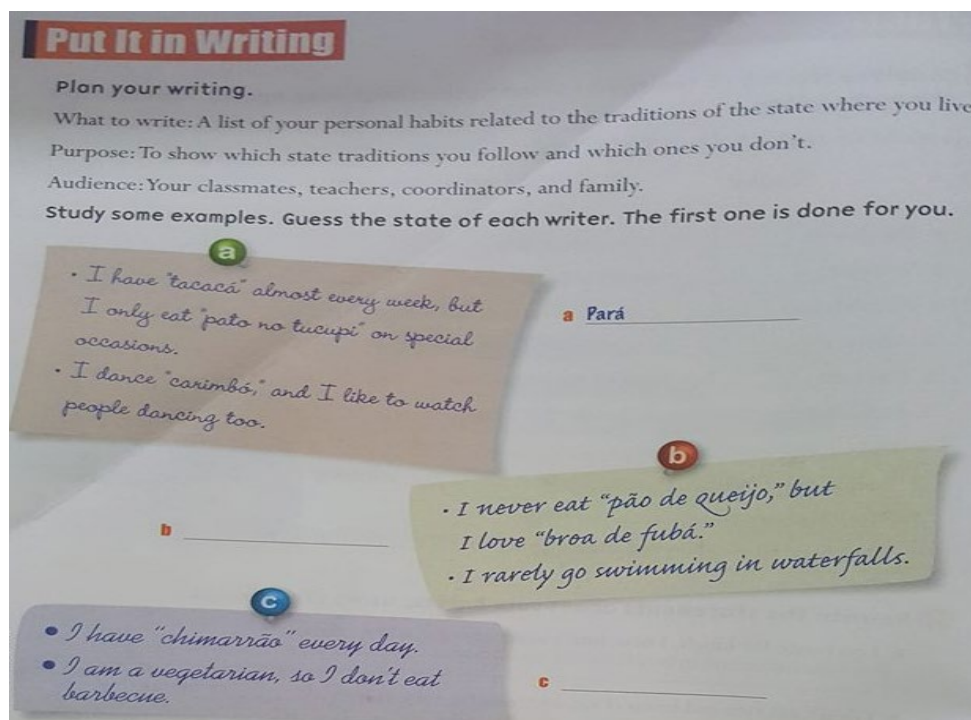 Put It in Writing
Plan your writing.
What to write: A list of your personal habits related to the traditions of the state where you live
Purpose: To show which state traditions you follow and which ones you don't.
Audience: Your classmates, teachers, coordinators, and family.
Study some examples. Guess the state of each writer. The first one is done for you.
a
• I have "tacacá" almost every week, but
I only eat "pato no tucupi" on special
occasions.
• I dance "carimbó," and I like to watch
people dancing too.
a Pará
b
• I never eat "pão de queijo," but
I love "broa de fubá."
• I rarely go swimming in waterfalls.
b
c
• I have "chimarrão" every day.
• I am a vegetarian, so I don't eat
barbecue.
c